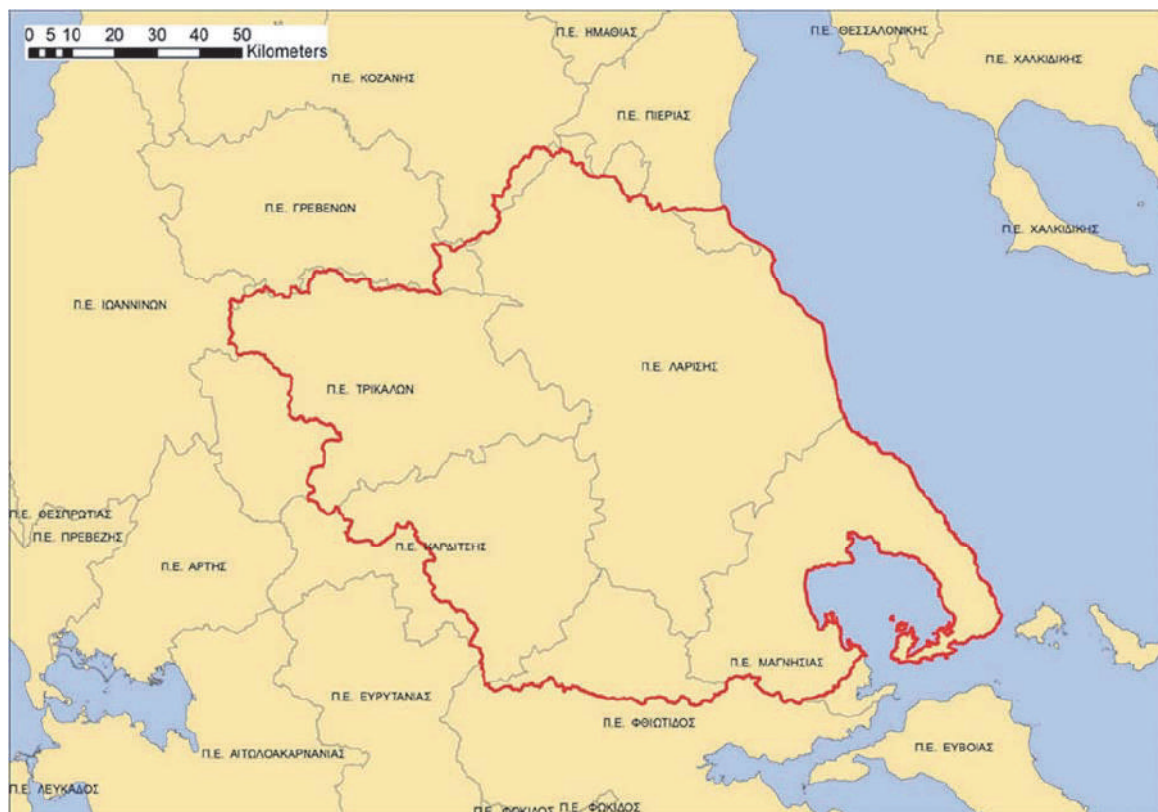 0 5 10 20 30 40 50
Kilometers
Π.Ε. ΗΜΑΘΙΑΣ
Π.Ε. ΘΕΣΣΑΛΟΝΙΚΗΣ
Π.Ε. ΧΑΛΚΙΔΙΚΗΣ
Π.Ε. ΚΟΖΑΝΗΣ
Π.Ε. ΠΙΕΡΙΑΣ
Π.Ε. ΓΡΕΒΕΝΩΝ
Π.Ε. ΧΑΛΚΙΔΙΚΗΣ
Π.Ε. ΙΩΑΝΝΙΝΩΝ
Π.Ε. ΛΑΡΙΣΗΣ
Π.Ε. ΤΡΙΚΑΛΩΝ
Π.Ε. ΘΕΣΠΡΩΤΙΑΣ
Π.Ε. ΠΡΕΒΕΖΗΣ
Π.Ε. ΚΑΡΔΙΤΣΗΣ
Π.Ε. ΑΡΤΗΣ
Π.Ε. ΜΑΓΝΗΣΙΑΣ
Π.Ε. ΕΥΡΥΤΑΝΙΑΣ
Π.Ε. ΦΘΙΩΤΙΔΟΣ
Π.Ε. ΑΙΤΩΛΟΑΚΑΡΝΑΝΙΑΣ
Π.Ε. ΕΥΒΟΙΑΣ
Π.Ε. ΛΕΥΚΑΔΟΣ
Π.Ε. ΦΩΚΙΔΟΣ
Π.Ε. ΦΩΚΙΔΟΣ